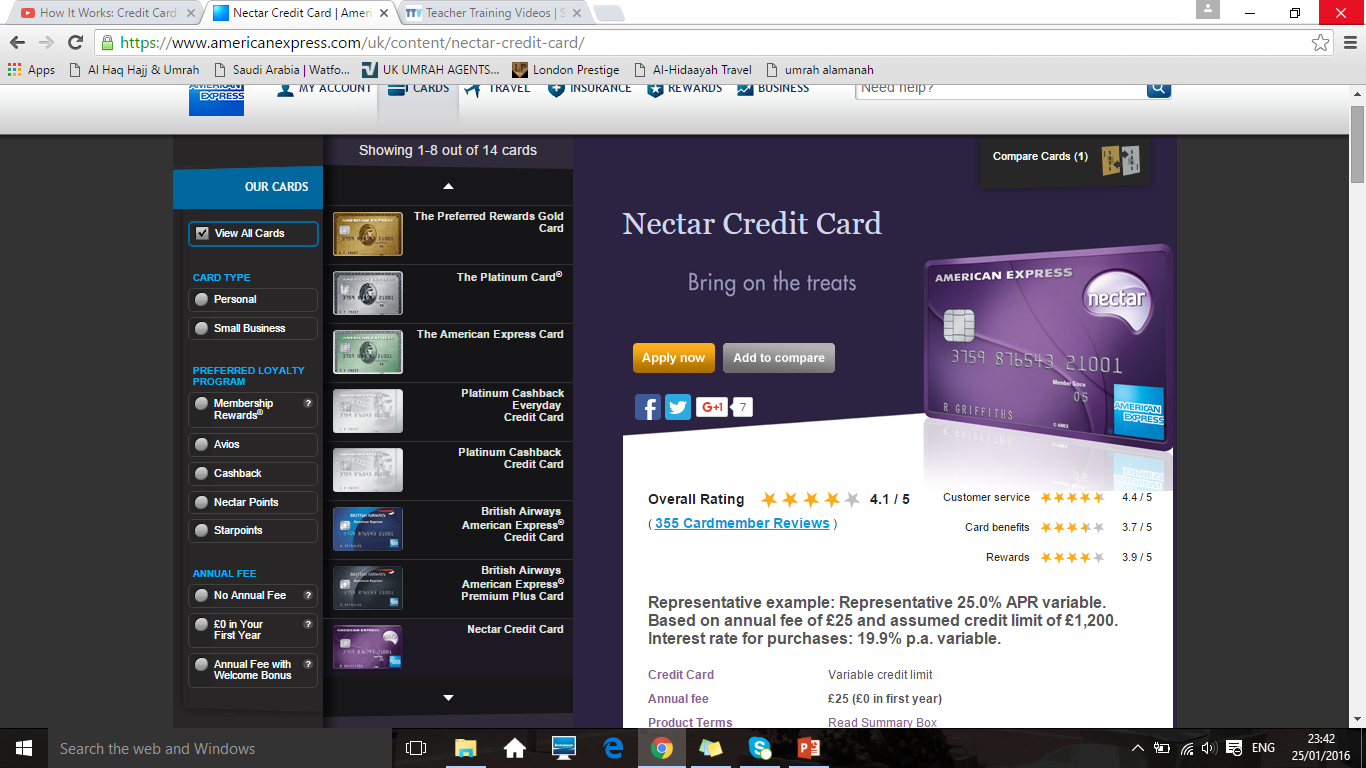 How It Works: Credit Card
Nectar Credit Card | Ameri
Teacher Training Videos | S
https://www.americanexpress.com/uk/content/nectar-credit-card/
Apps
Al Haq Hajj & Umrah
Saudi Arabia | Watfo...
UK UMRAH AGENTS...
London Prestige
Al-Hidaayah Travel
umrah alamanah
AMERICAN
EXPRESS
MY ACCOUNT
CARDS
TRAVEL
INSURANCE
REWARDS
BUSINESS
Need help?
Showing 1-8 out of 14 cards
Compare Cards (1)
OUR CARDS
View All Cards
CARD TYPE
Personal
Small Business
PREFERRED LOYALTY
PROGRAM
Membership
Rewards®
?
Avios
Cashback
Nectar Points
Starpoints
ANNUAL FEE
No Annual Fee
?
£0 in Your
First Year
?
Annual Fee with
Welcome Bonus
?
The Preferred Rewards Gold
Card
The Platinum Card®
The American Express Card
Platinum Cashback
Everyday
Credit Card
Platinum Cashback
Credit Card
British Airways
American Express®
Credit Card
British Airways
American Express®
Premium Plus Card
Nectar Credit Card
Nectar Credit Card
Bring on the treats
Apply now
Add to compare
G+1
7
AMERICAN EXPRESS
nectar
3759 876543 21001
Member Since
05
R GRIFFITHS
© AMEX
AMERICAN
EXPRESS
Overall Rating
4.1 / 5
( 355 Cardmember Reviews )
Customer service
4.4 / 5
Card benefits
3.7 / 5
Rewards
3.9 / 5
Representative example: Representative 25.0% APR variable.
Based on annual fee of £25 and assumed credit limit of £1,200.
Interest rate for purchases: 19.9% p.a. variable.
Credit Card
Variable credit limit
Annual fee
£25 (£0 in first year)
Product Terms
Read Summary Box
Search the web and Windows
ENG
23:42
25/01/2016